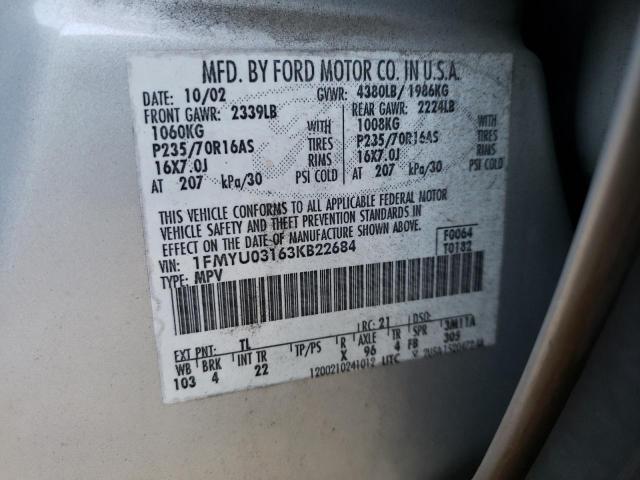 MFD. BY FORD MOTOR CO. IN U.S.A.
DATE: 10/02 GVWR: 4380LB/ 1986KG
FRONT GAWR: 2339LB REAR GAWR: 2224LB
1060KG WITH 1008KG WITH
P235/70R16AS TIRES P235/70R16AS TIRES
16X7.0J RIMS 16X7.0J RIMS
AT 207 kPa/30 PSI COLD AT 207 kPa/30 PSI COLD
THIS VEHICLE CONFORMS TO ALL APPLICABLE FEDERAL MOTOR
VEHICLE SAFETY AND THEFT PREVENTION STANDARDS IN
EFFECT ON THE DATE OF MANUFACTURE SHOWN ABOVE.
VIN: 1FMYU03163KB22684 F0064
TYPE: MPV T0132
EXT PNT: TL RC: 21 DSO:
WB BRK INT TR TP/PS R AXLE TR SPR 3M11A
103 4 22 X 96 4 FB 305
1200210241012 UTC